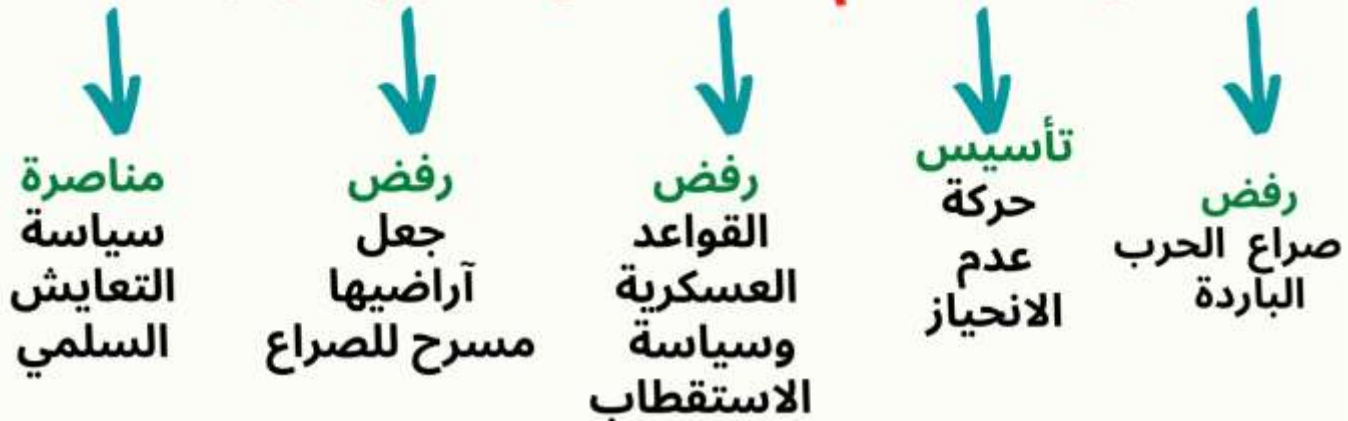 رفض
صراع الحرب
الباردة
تأسيس
حركة
عدم
الانحياز
رفض
القواعد
العسكرية
وسياسة
الاستقطاب
رفض
جعل
آراضيها
مسرح للصراع
مناصرة
سياسة
التعايش
السلمي